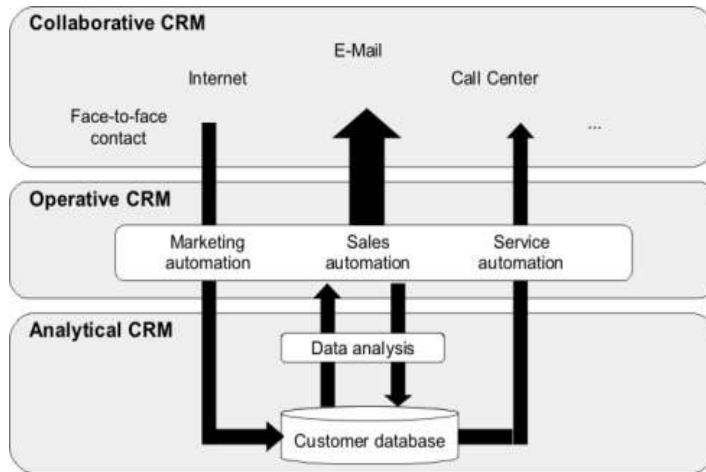 Collaborative CRM
E-Mail
Internet
Call Center
Face-to-face
contact
...
Operative CRM
Marketing
automation
Sales
automation
Service
automation
Analytical CRM
Data analysis
Customer database